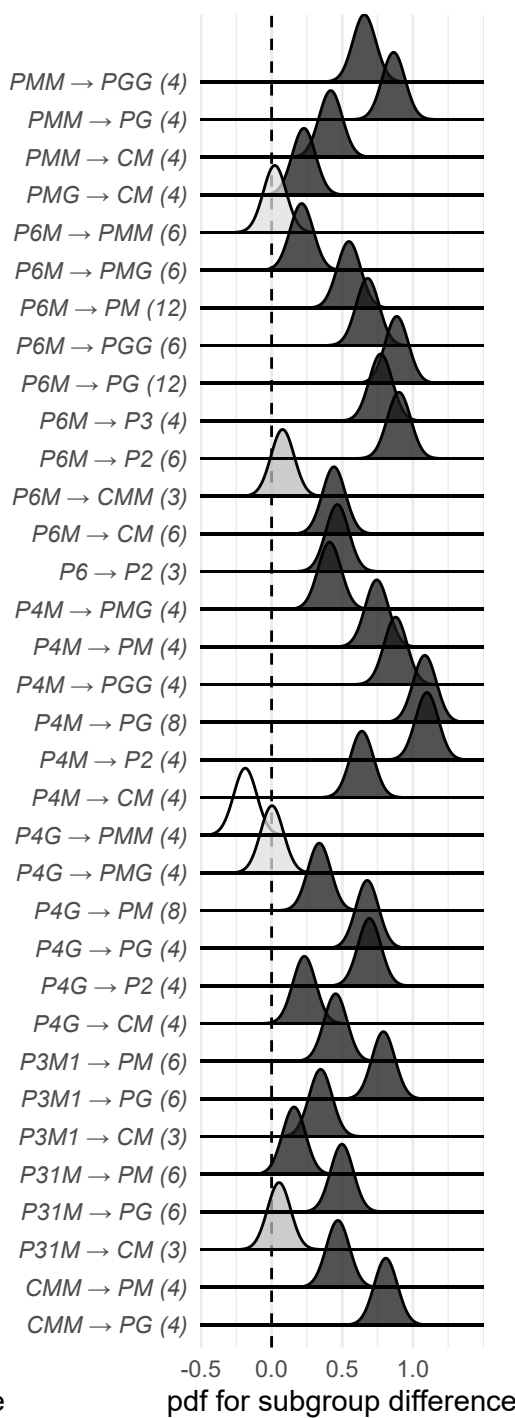 PMM → PGG (4)
PMM → PG (4)
PMM → CM (4)
PMG → CM (4)
P6M → PMM (6)
P6M → PMG (6)
P6M → PM (12)
P6M → PGG (6)
P6M → PG (12)
P6M → P3 (4)
P6M → P2 (6)
P6M → CMM (3)
P6M → CM (6)
P6 → P2 (3)
P4M → PMG (4)
P4M → PM (4)
P4M → PGG (4)
P4M → PG (8)
P4M → P2 (4)
P4M → CM (4)
P4G → PMM (4)
P4G → PMG (4)
P4G → PM (8)
P4G → PG (4)
P4G → P2 (4)
P4G → CM (4)
P3M1 → PM (6)
P3M1 → PG (6)
P3M1 → CM (3)
P31M → PM (6)
P31M → PG (6)
P31M → CM (3)
CMM → PM (4)
CMM → PG (4)
-0.5 0.0 0.5 1.0
e pdf for subgroup difference